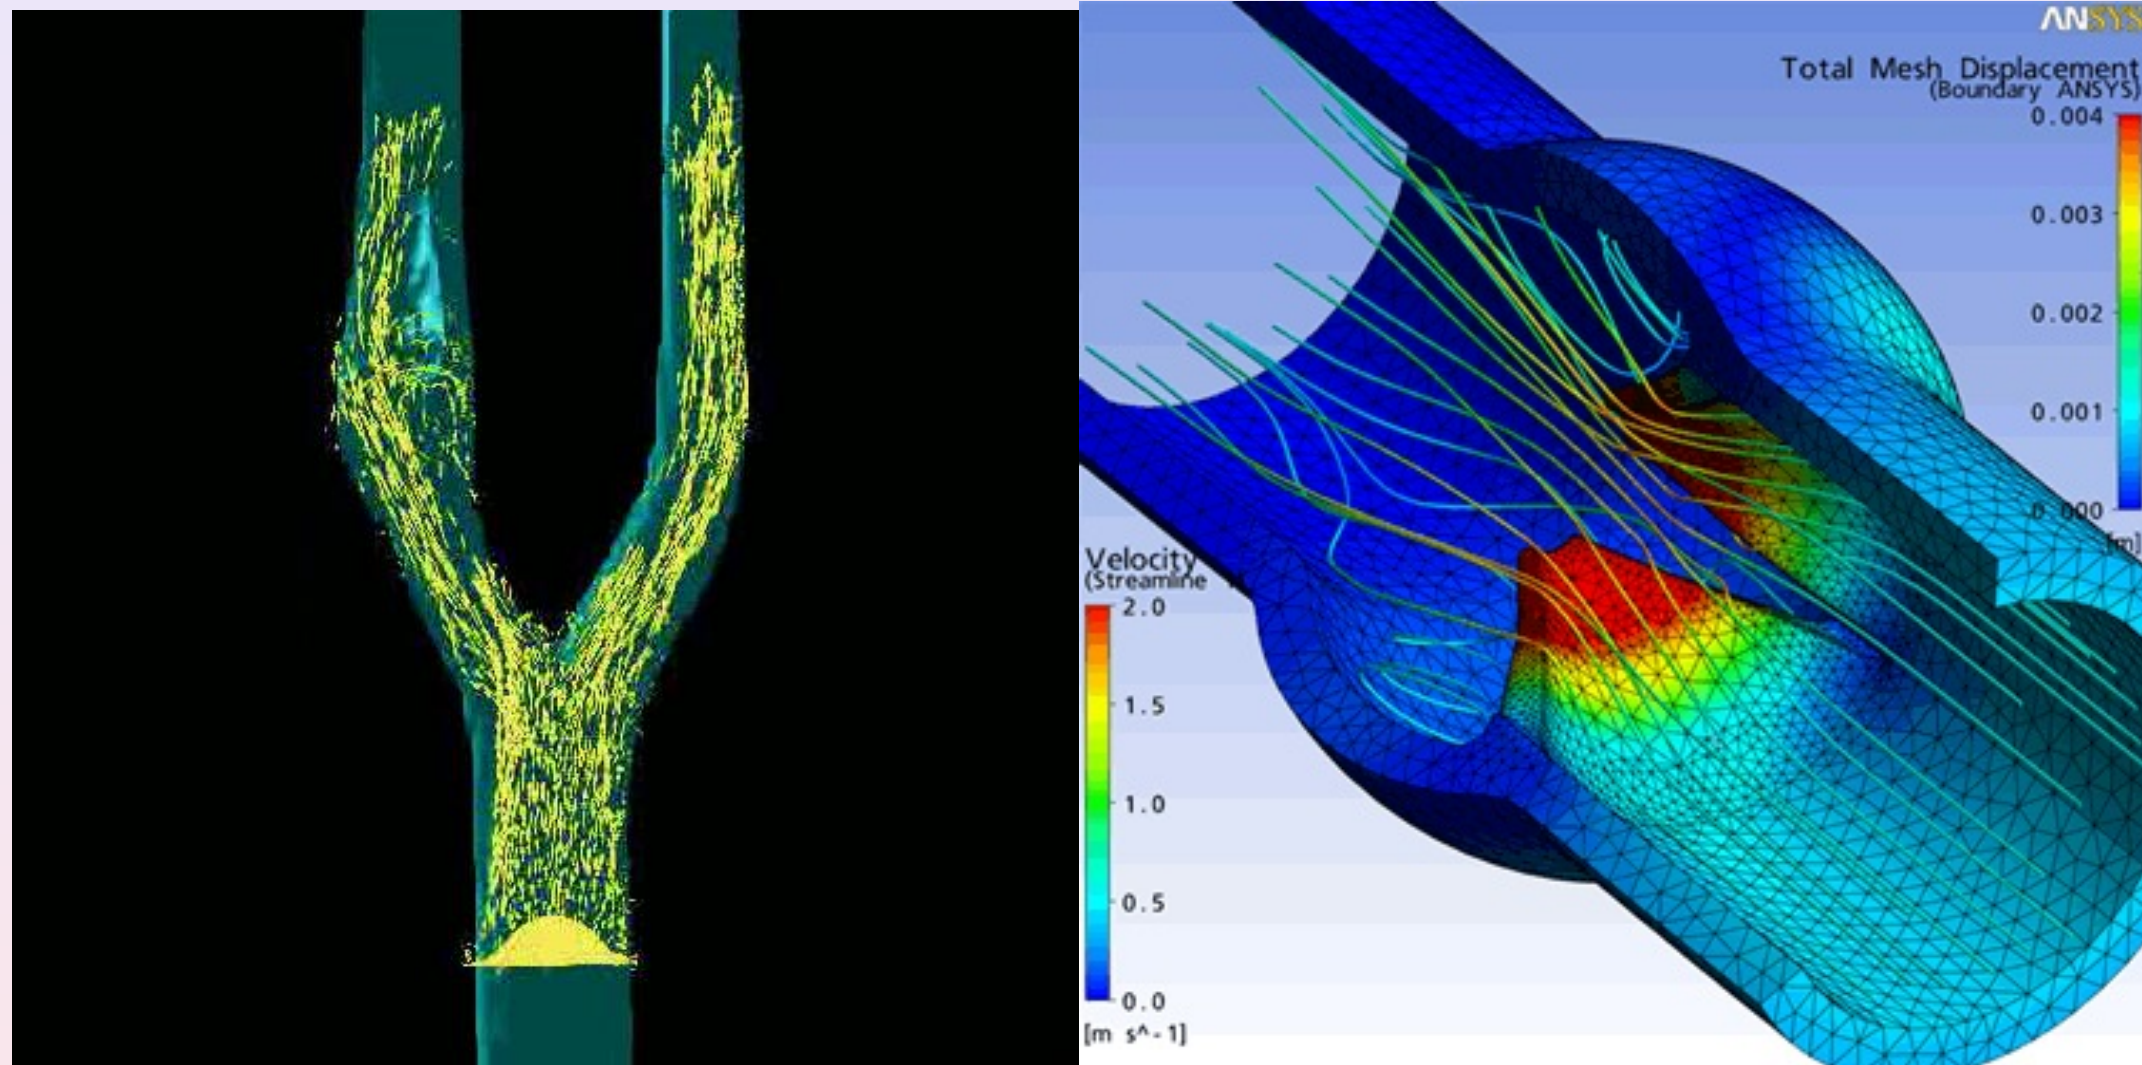 ANSYS
Total Mesh Displacement
(Boundary ANSYS)
0.004
0.003
0.002
0.001
0.000
[m]
Velocity
(Streamline
2.0
1.5
1.0
0.5
0.0
[m s^-1]